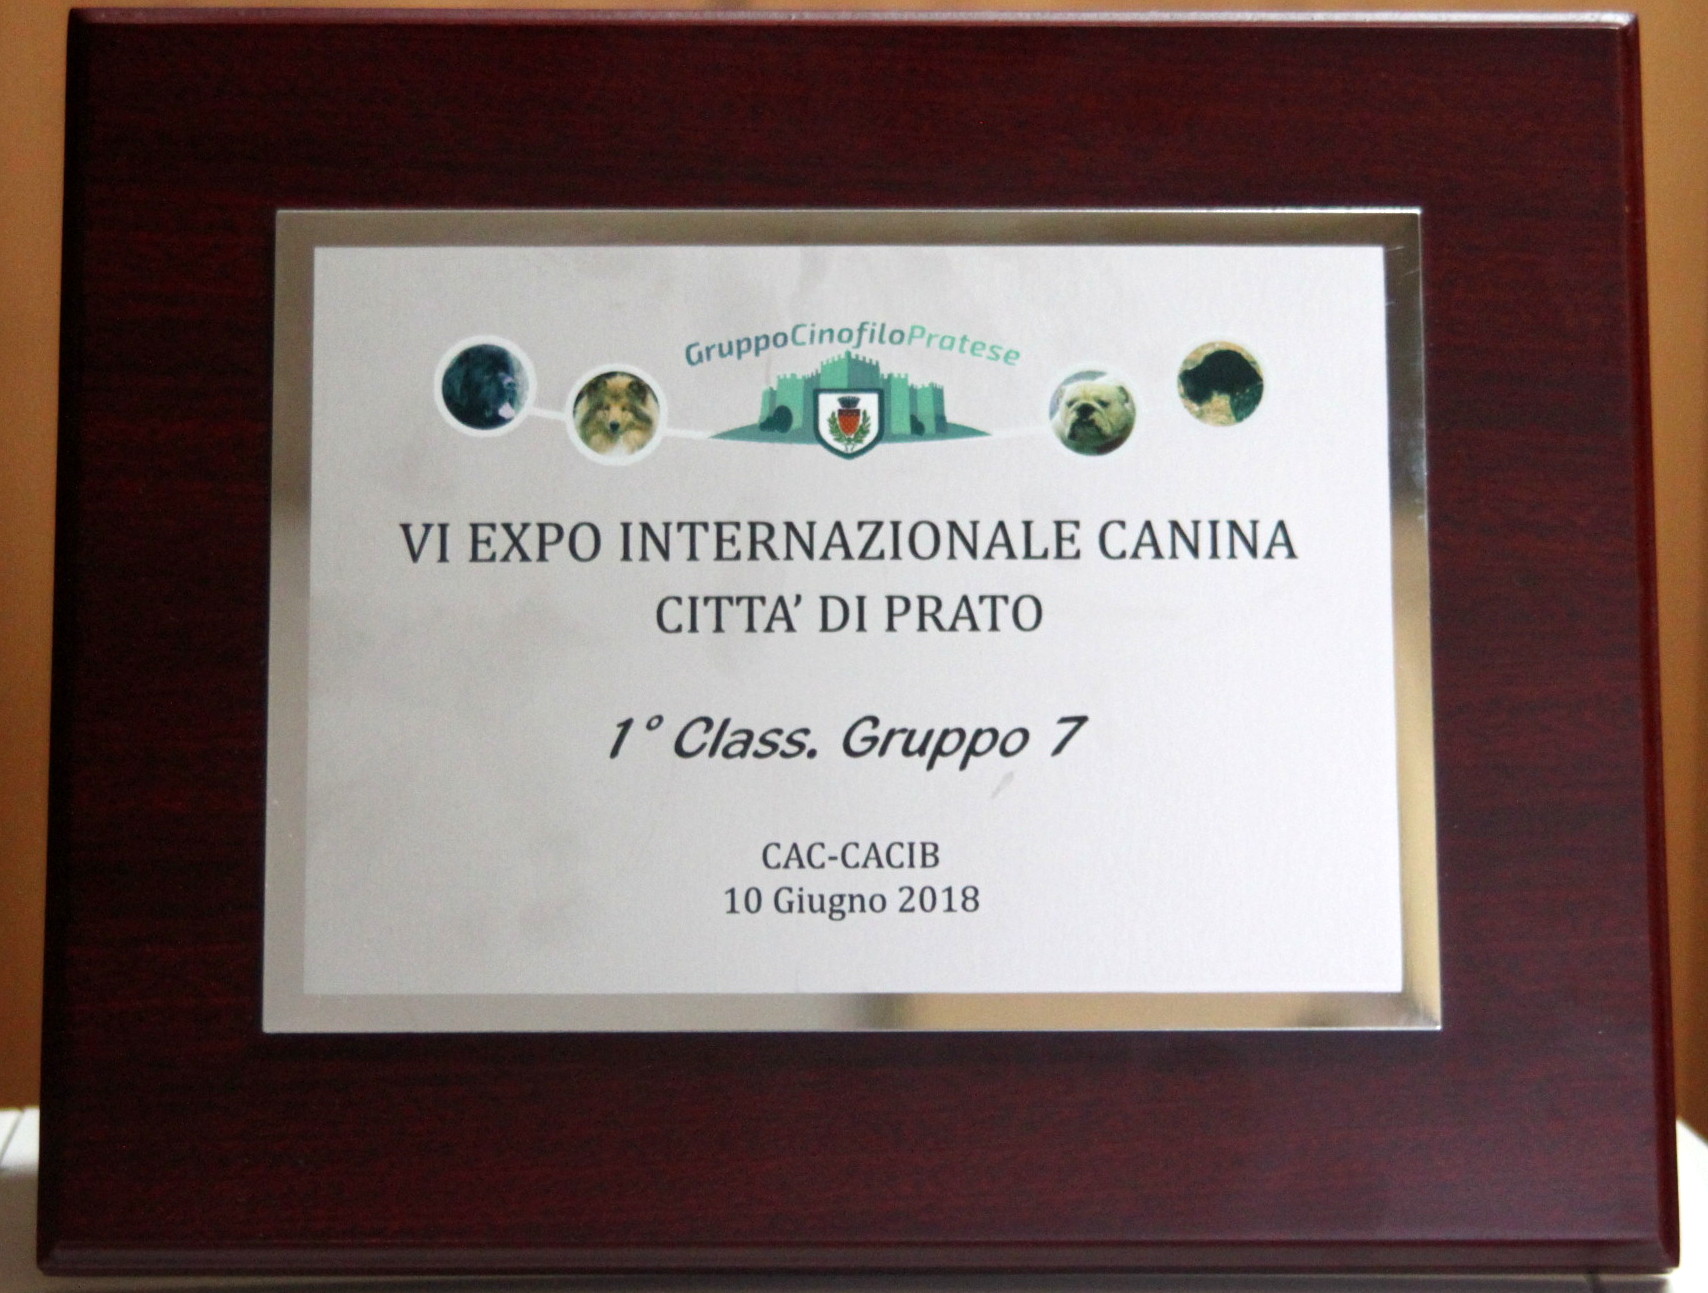 GruppoCinofiloPratese
VI EXPO INTERNAZIONALE CANINA
CITTA’ DI PRATO
1° Class. Gruppo 7
CAC-CACIB
10 Giugno 2018